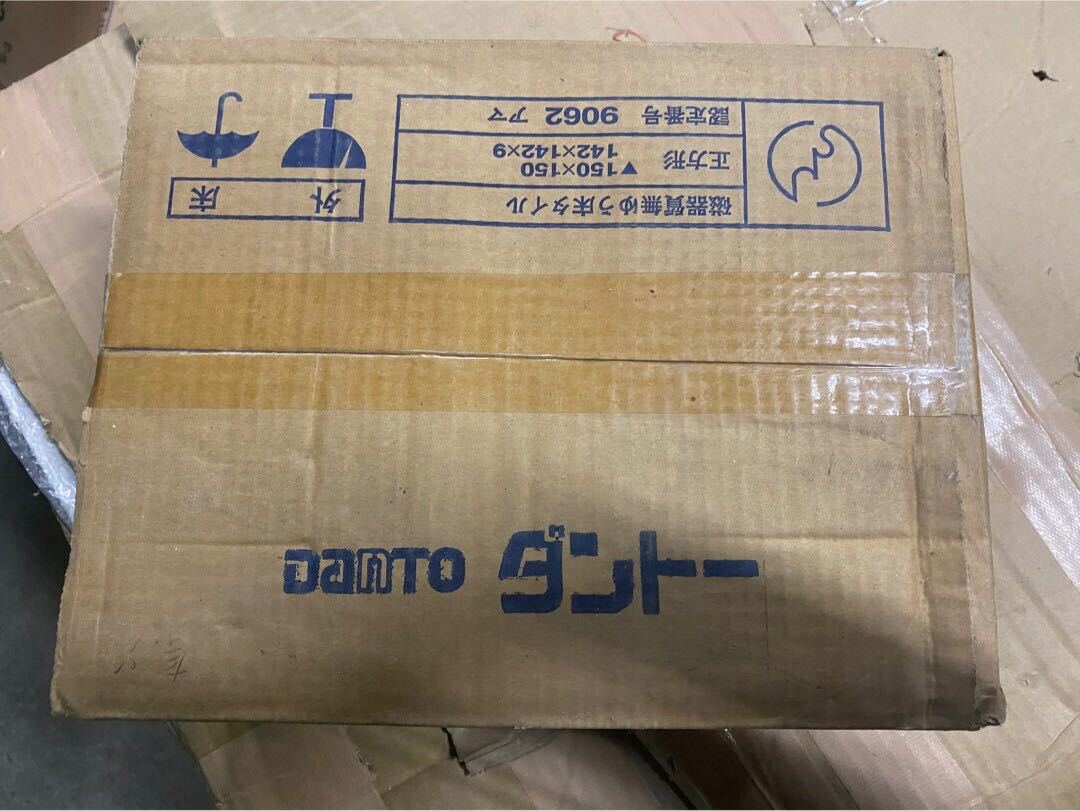 磁器質無ゆう床タイル
正方形 ▼150×150
142×142×9
認定番号 9062 アマ
外 床
DANTO ダントー